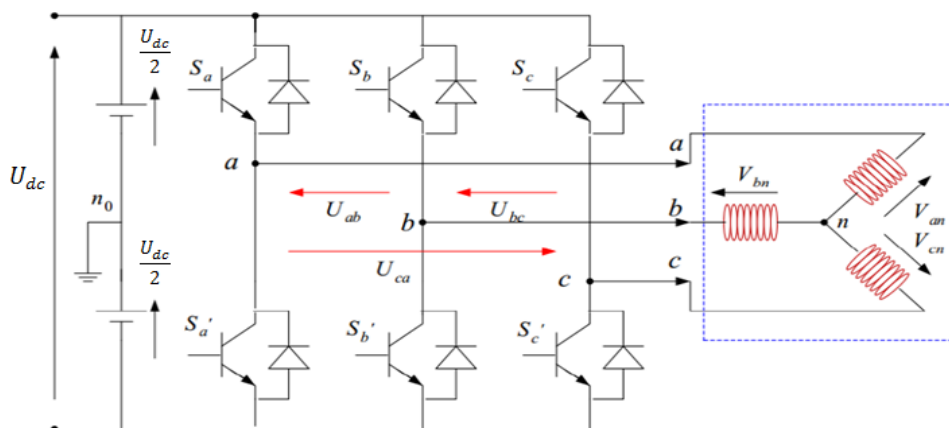 U_dc
U_dc/2
n_0
U_dc/2
S_a
S_b
S_c
a
U_ab
b
U_bc
U_ca
c
S_a'
S_b'
S_c'
a
V_bn
b
n
V_an
V_cn
c